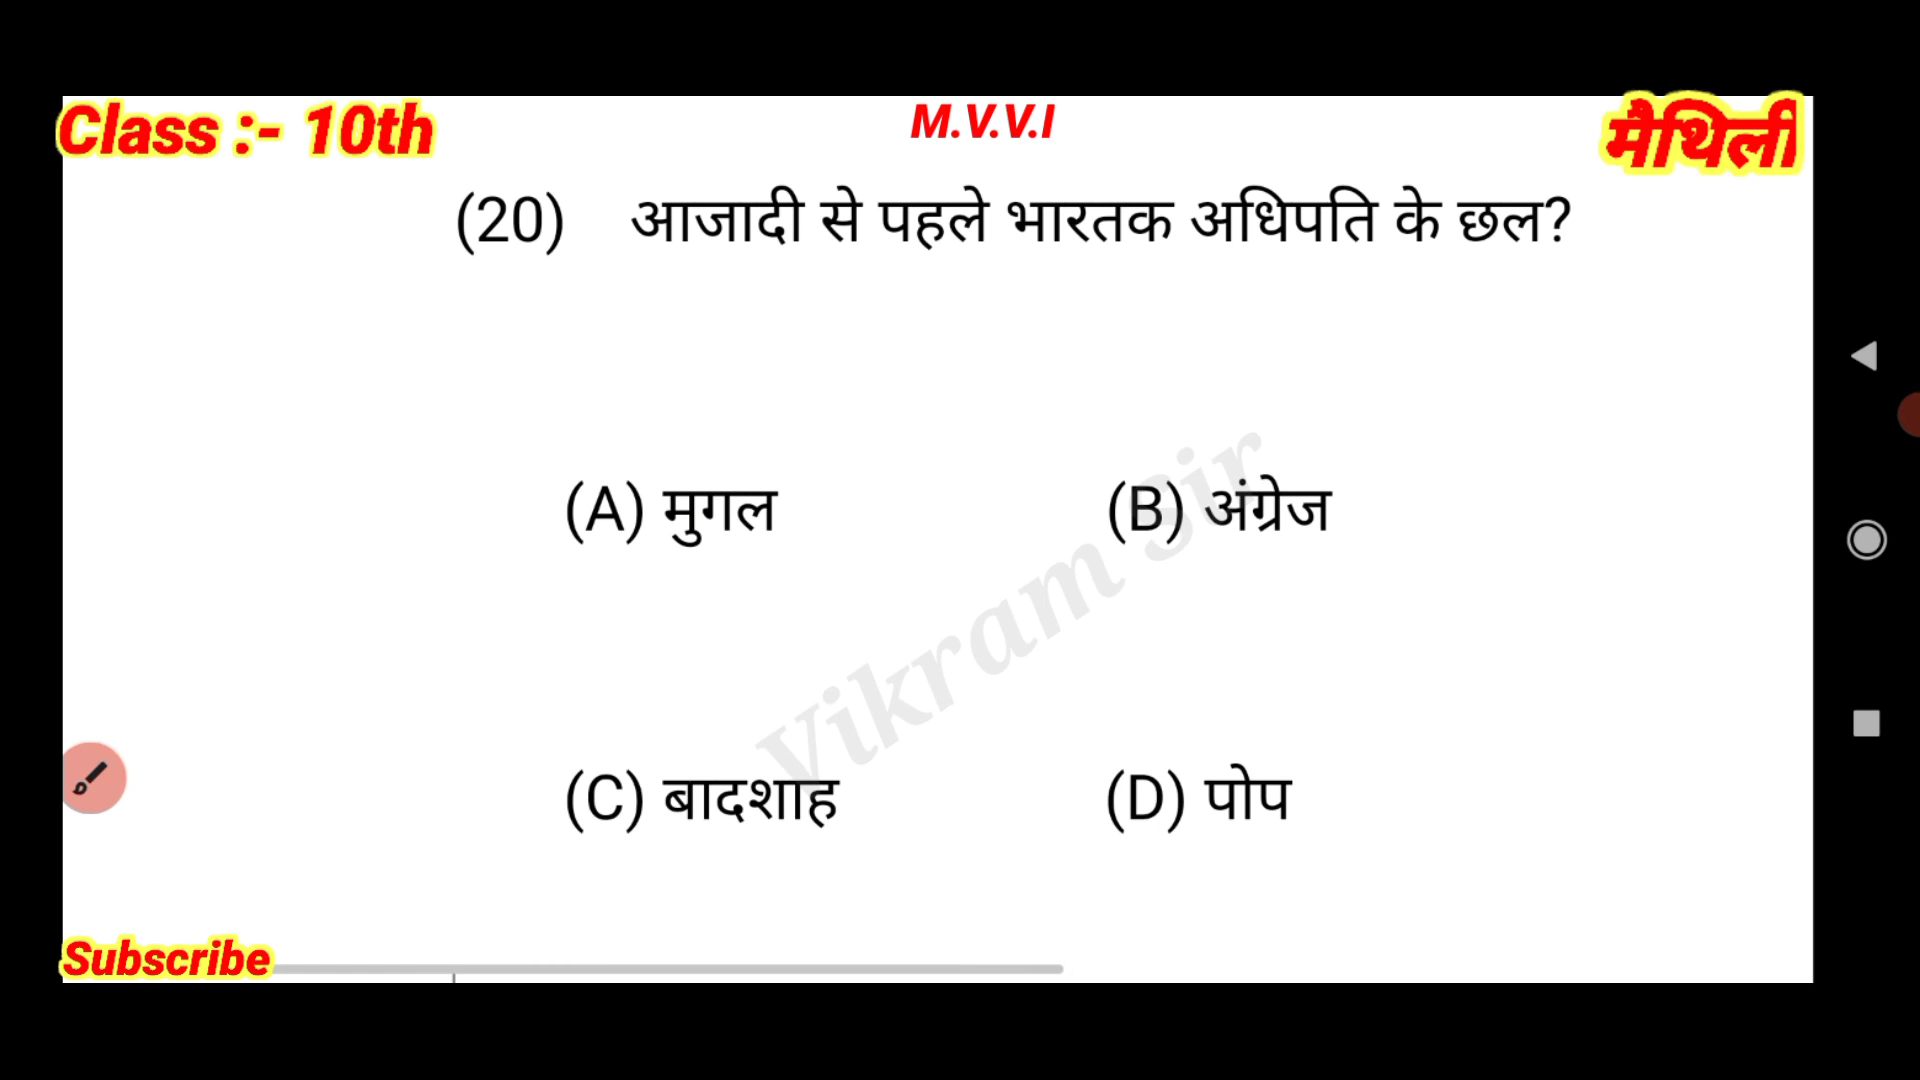 Class :- 10th
M.V.V.I
मैथिली
(20) आजादी से पहले भारतक अधिपति के छल?
(A) मुगल
(B) अंग्रेज
(C) बादशाह
(D) पोप
Vikram Sir
Subscribe